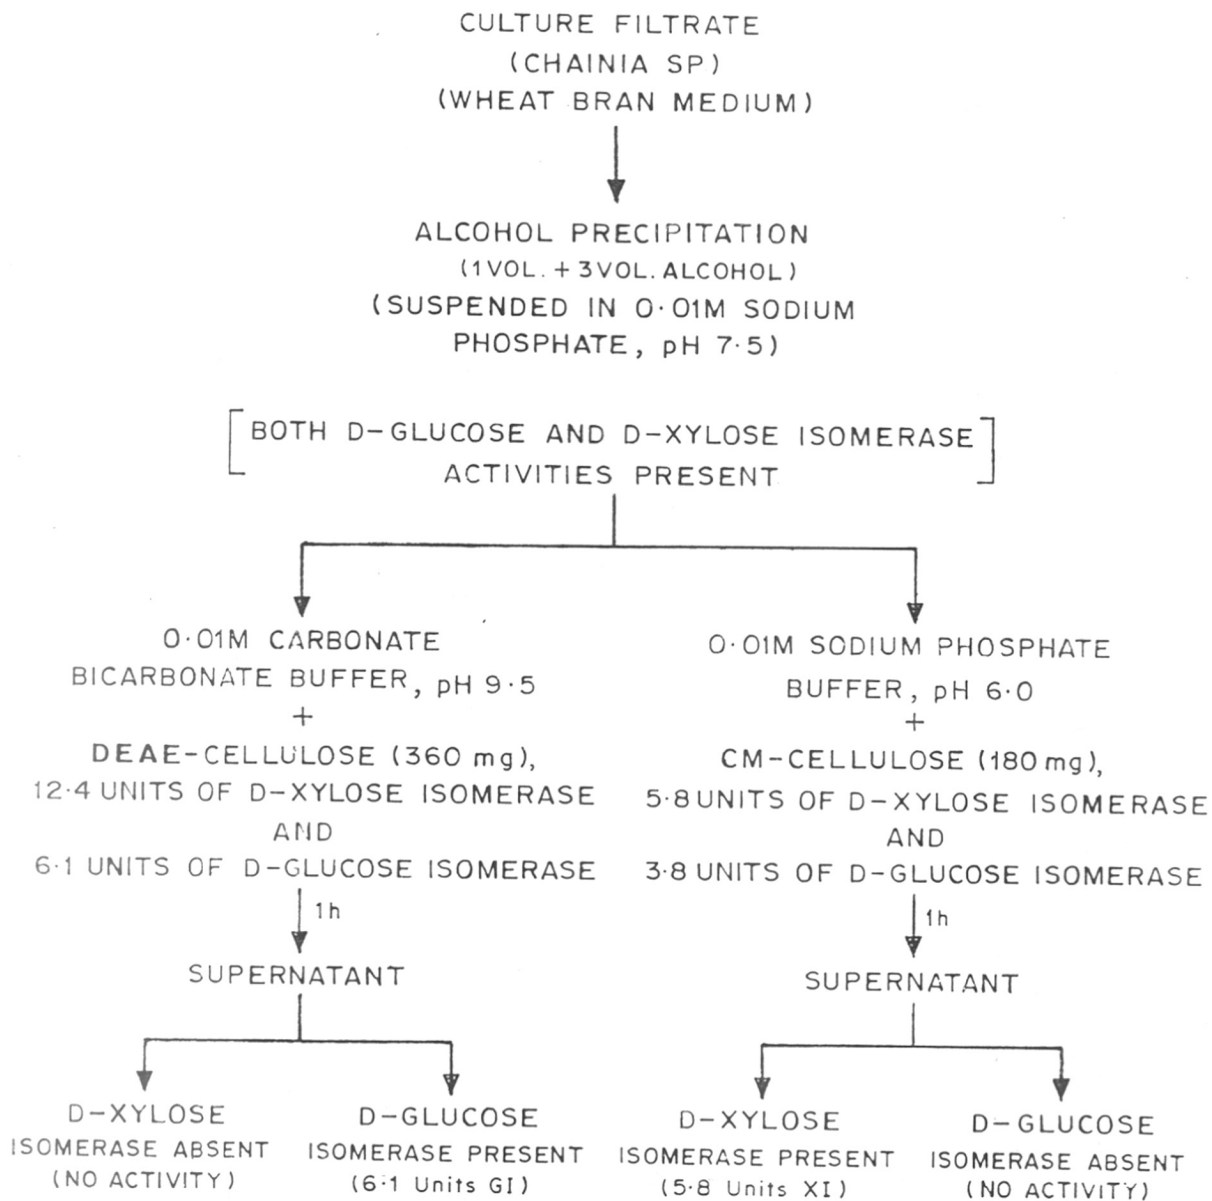 CULTURE FILTRATE
(CHAINIA SP)
(WHEAT BRAN MEDIUM)
ALCOHOL PRECIPITATION
(1 VOL. + 3 VOL. ALCOHOL)
(SUSPENDED IN 0·01M SODIUM
PHOSPHATE, pH 7·5)
[BOTH D-GLUCOSE AND D-XYLOSE ISOMERASE
ACTIVITIES PRESENT]
0·01M CARBONATE
BICARBONATE BUFFER, pH 9·5
+
DEAE-CELLULOSE (360 mg),
12·4 UNITS OF D-XYLOSE ISOMERASE
AND
6·1 UNITS OF D-GLUCOSE ISOMERASE
1h
SUPERNATANT
D-XYLOSE
ISOMERASE ABSENT
(NO ACTIVITY)
D-GLUCOSE
ISOMERASE PRESENT
(6·1 Units GI)
0·01M SODIUM PHOSPHATE
BUFFER, pH 6·0
+
CM-CELLULOSE (180 mg),
5·8 UNITS OF D-XYLOSE ISOMERASE
AND
3·8 UNITS OF D-GLUCOSE ISOMERASE
1h
SUPERNATANT
D-XYLOSE
ISOMERASE PRESENT
(5·8 Units XI)
D-GLUCOSE
ISOMERASE ABSENT
(NO ACTIVITY)